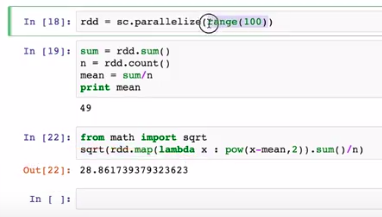 In [18]: rdd = sc.parallelize(range(100))
In [19]: sum = rdd.sum()
n = rdd.count()
mean = sum/n
print mean
49
In [22]: from math import sqrt
sqrt(rdd.map(lambda x : pow(x-mean,2)).sum()/n)
Out[22]: 28.861739379323623
In [ ]: